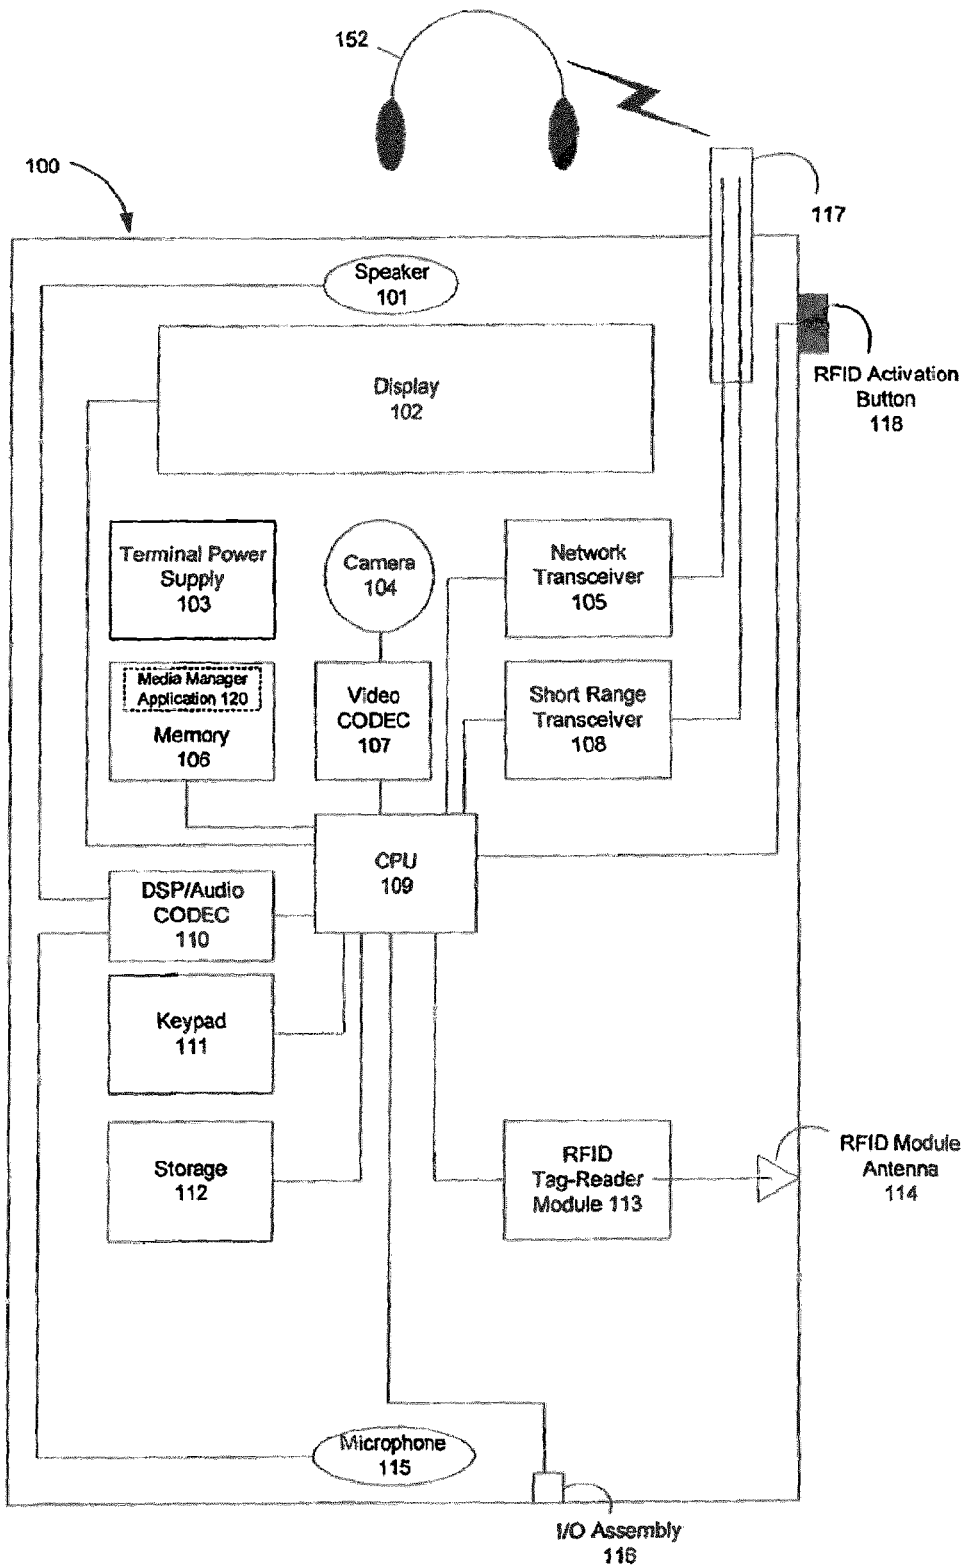 152
100
117
Speaker
101
RFID Activation
Button
118
Display
102
Terminal Power
Supply
103
Camera
104
Network
Transceiver
105
Media Manager
Application 120
Memory
106
Video
CODEC
107
Short Range
Transceiver
108
CPU
109
DSP/Audio
CODEC
110
Keypad
111
Storage
112
RFID
Tag-Reader
Module 113
RFID Module
Antenna
114
Microphone
115
I/O Assembly
116